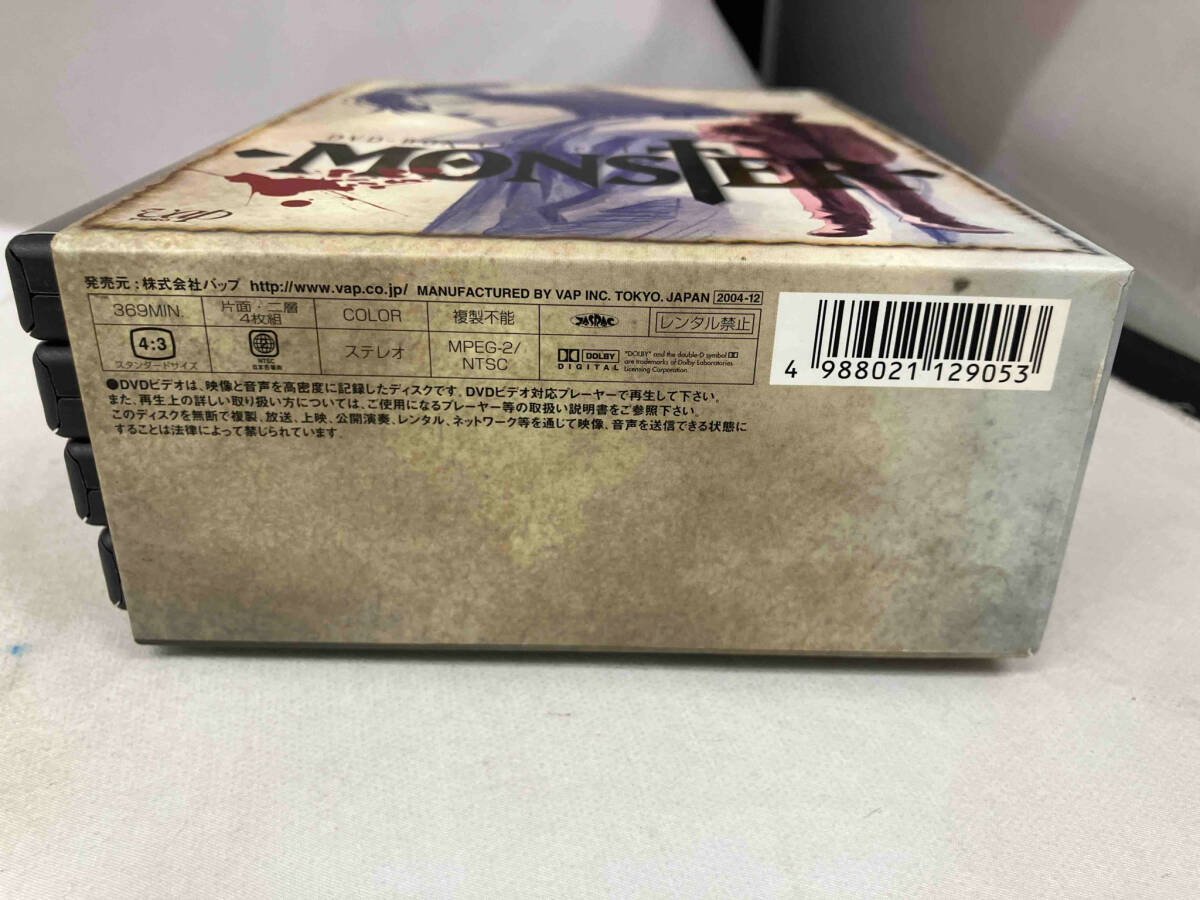 DVD-BOX
-MONSTER-
VAP
発売元：株式会社バップ http://www.vap.co.jp/ MANUFACTURED BY VAP INC. TOKYO. JAPAN 2004-12
369MIN. 片面・二層 4枚組 COLOR 複製不能 JASRAC レンタル禁止
4:3 スタンダードサイズ NTSC 日本市場向 ステレオ MPEG-2/ NTSC DOLBY DIGITAL
"DOLBY" and the double-D symbol
are trademarks of Dolby Laboratories
Licensing Corporation.
●DVDビデオは、映像と音声を高密度に記録したディスクです。DVDビデオ対応プレーヤーで再生して下さい。
また、再生上の詳しい取り扱い方については、ご使用になるプレーヤー等の取扱い説明書をご参照下さい。
このディスクを無断で複製、放送、上映、公開演奏、レンタル、ネットワーク等を通じて映像、音声を送信できる状態に
することは法律によって禁じられています。
4 988021 129053